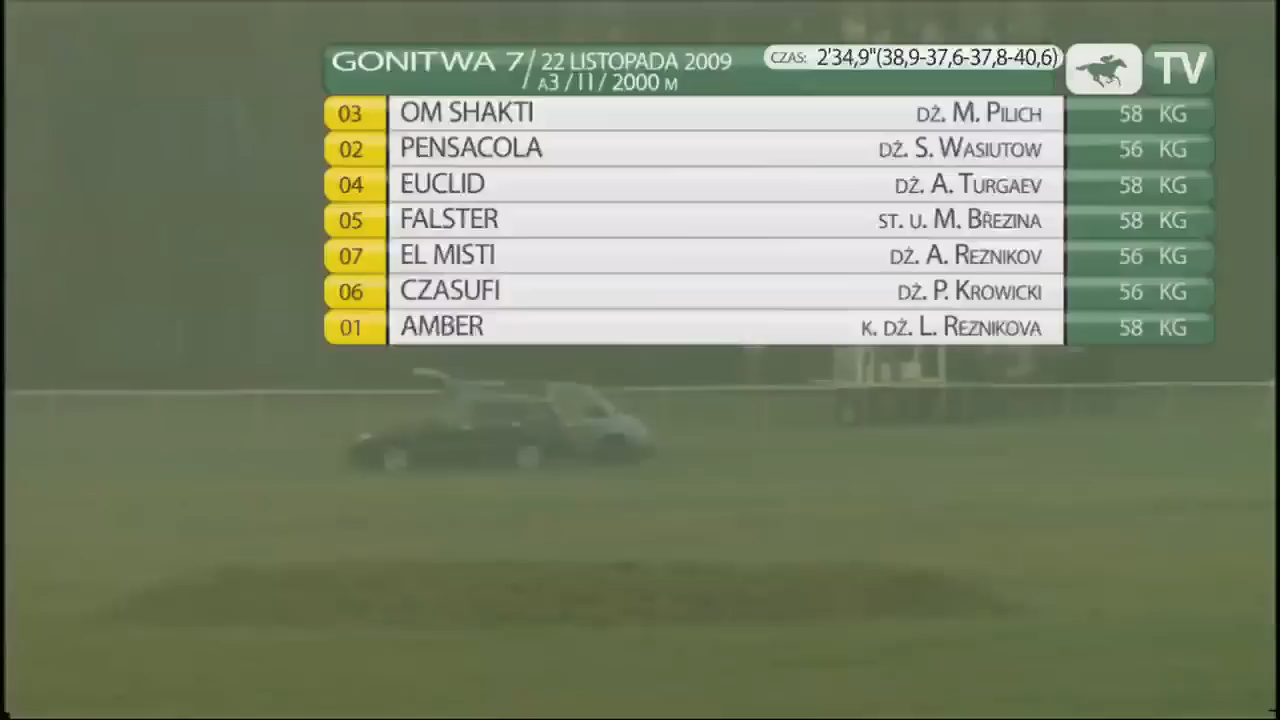 GONITWA 7/ 22 LISTOPADA 2009 CZAS: 2'34,9"(38,9-37,6-37,8-40,6) TV
A3 / II / 2000 M
03 OM SHAKTI DŻ. M. PILICH 58 KG
02 PENSACOLA DŻ. S. WASIUTOW 56 KG
04 EUCLID DŻ. A. TURGAEV 58 KG
05 FALSTER ST. U. M. BŘEZINA 58 KG
07 EL MISTI DŻ. A. REZNIKOV 56 KG
06 CZASUFI DŻ. P. KROWICKI 56 KG
01 AMBER K. DŻ. L. REZNIKOVA 58 KG